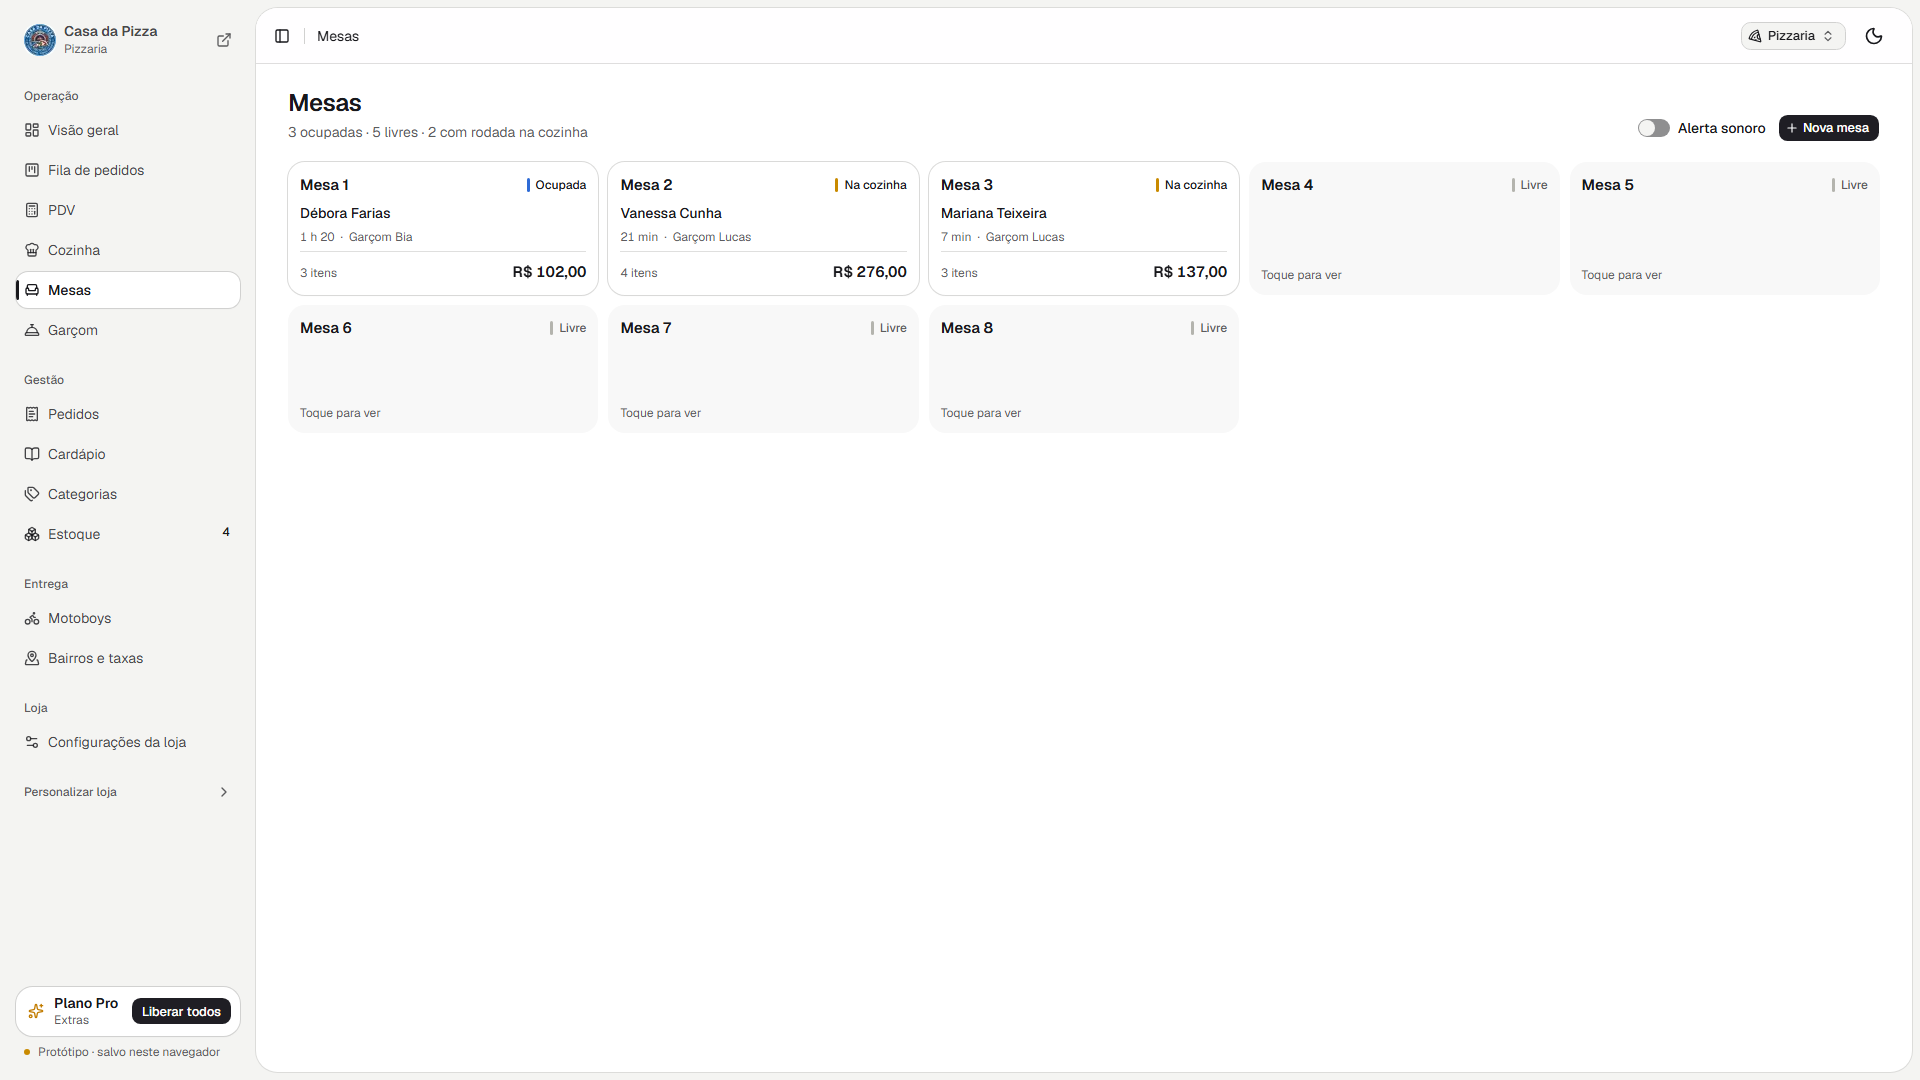 Casa da Pizza
Pizzaria
Operação
Visão geral
Fila de pedidos
PDV
Cozinha
Mesas
Garçom
Gestão
Pedidos
Cardápio
Categorias
Estoque 4
Entrega
Motoboys
Bairros e taxas
Loja
Configurações da loja
Personalizar loja
Plano Pro
Extras
Liberar todos
Protótipo · salvo neste navegador
Mesas
Pizzaria
Mesas
3 ocupadas · 5 livres · 2 com rodada na cozinha
Alerta sonoro
Nova mesa
Mesa 1 Ocupada
Débora Farias
1 h 20 · Garçom Bia
3 itens R$ 102,00
Mesa 2 Na cozinha
Vanessa Cunha
21 min · Garçom Lucas
4 itens R$ 276,00
Mesa 3 Na cozinha
Mariana Teixeira
7 min · Garçom Lucas
3 itens R$ 137,00
Mesa 4 Livre
Toque para ver
Mesa 5 Livre
Toque para ver
Mesa 6 Livre
Toque para ver
Mesa 7 Livre
Toque para ver
Mesa 8 Livre
Toque para ver